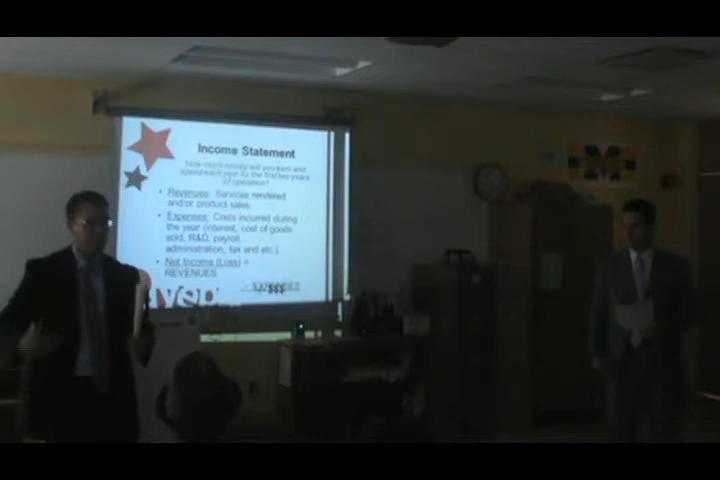 Income Statement
How much money will you earn and
spend each year for the first two years
of operation?
• Revenues: Services rendered
and/or product sales
• Expenses: Costs incurred during
the year (interest, cost of goods
sold, R&D, payroll,
administration, tax and etc.)
• Net Income (Loss) =
REVENUES
- EXPENSES
+/- $$$
vep
M